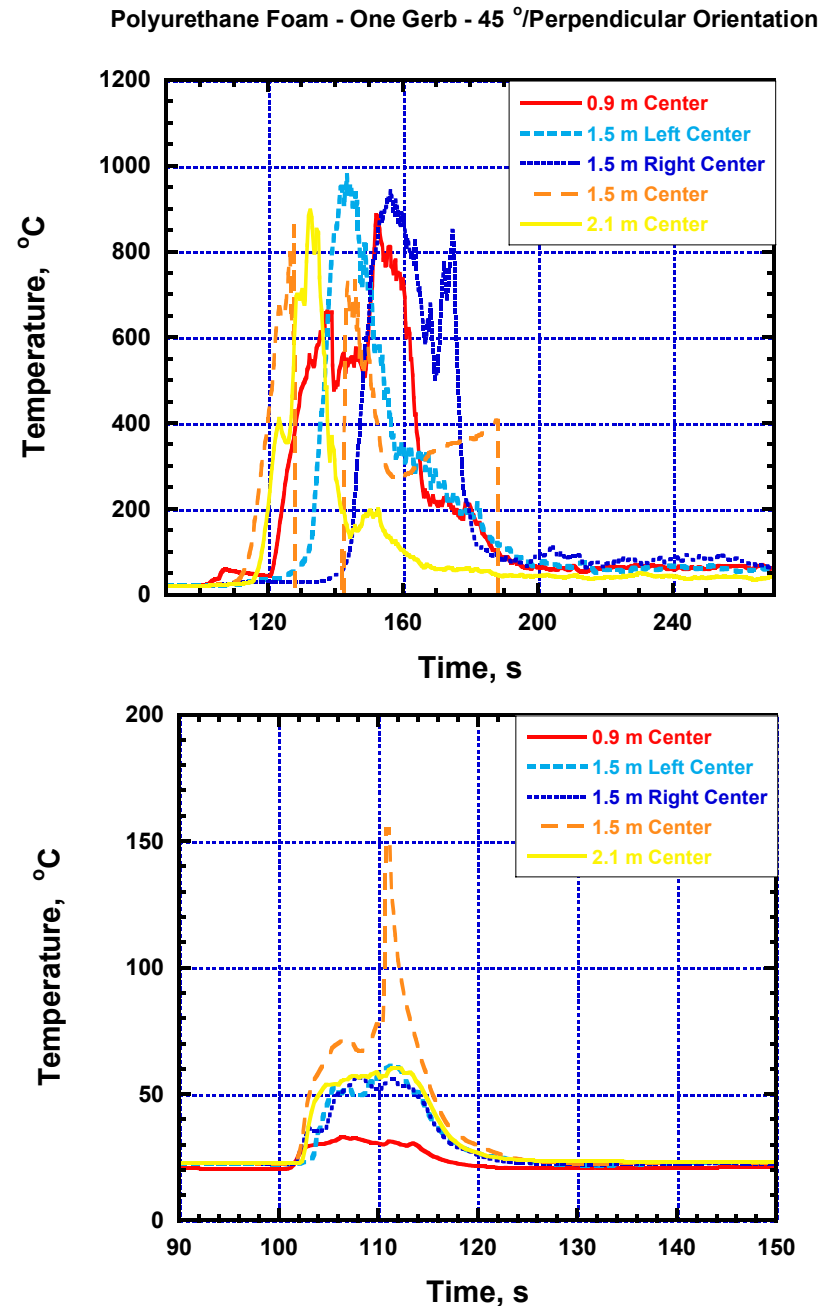 Polyurethane Foam - One Gerb - 45 °/Perpendicular Orientation
1200
1000
800
600
400
200
0
Temperature, °C
0.9 m Center
1.5 m Left Center
1.5 m Right Center
1.5 m Center
2.1 m Center
120
160
200
240
Time, s
200
150
100
50
0
Temperature, °C
0.9 m Center
1.5 m Left Center
1.5 m Right Center
1.5 m Center
2.1 m Center
90
100
110
120
130
140
150
Time, s